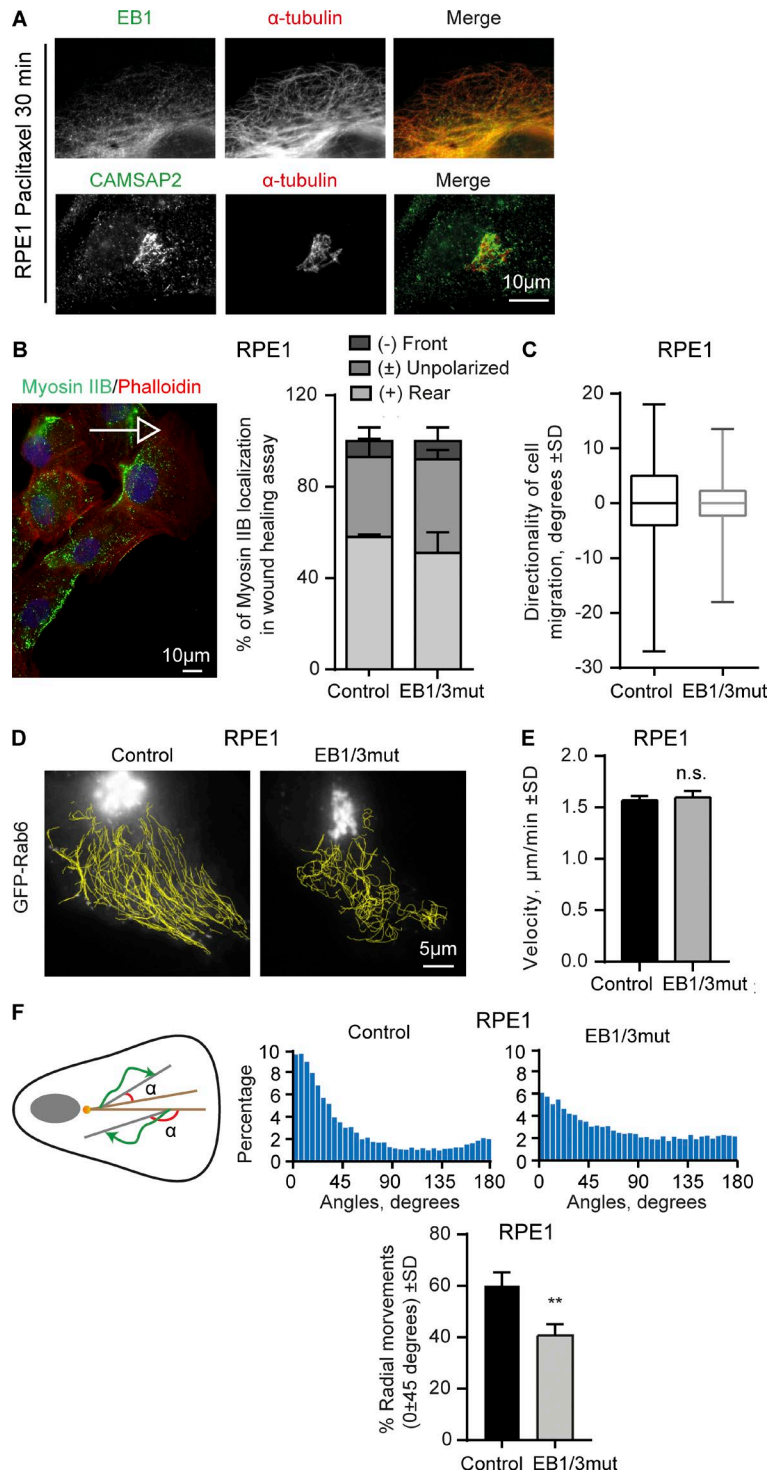 A
EB1
α-tubulin
Merge
RPE1 Paclitaxel 30 min
CAMSAP2
α-tubulin
Merge
10µm
B
RPE1
(-) Front
(±) Unpolarized
(+) Rear
Myosin IIB/Phalloidin
10µm
% of Myosin IIB localization
in wound healing assay
120
80
40
0
Control
EB1/3mut
C
RPE1
Directionality of cell
migration, degrees ±SD
20
10
0
-10
-20
-30
Control
EB1/3mut
D
RPE1
Control
EB1/3mut
GFP-Rab6
5µm
E
RPE1
n.s.
Velocity, µm/min ±SD
2.0
1.5
1.0
0.5
0.0
Control
EB1/3mut
F
α
α
RPE1
Control
Percentage
10
8
6
4
2
0 45 90 135 180
Angles, degrees
EB1/3mut
10
8
6
4
2
0 45 90 135 180
Angles, degrees
RPE1
% Radial morvements
(0±45 degrees) ±SD
80
60
40
20
0
**
Control
EB1/3mut